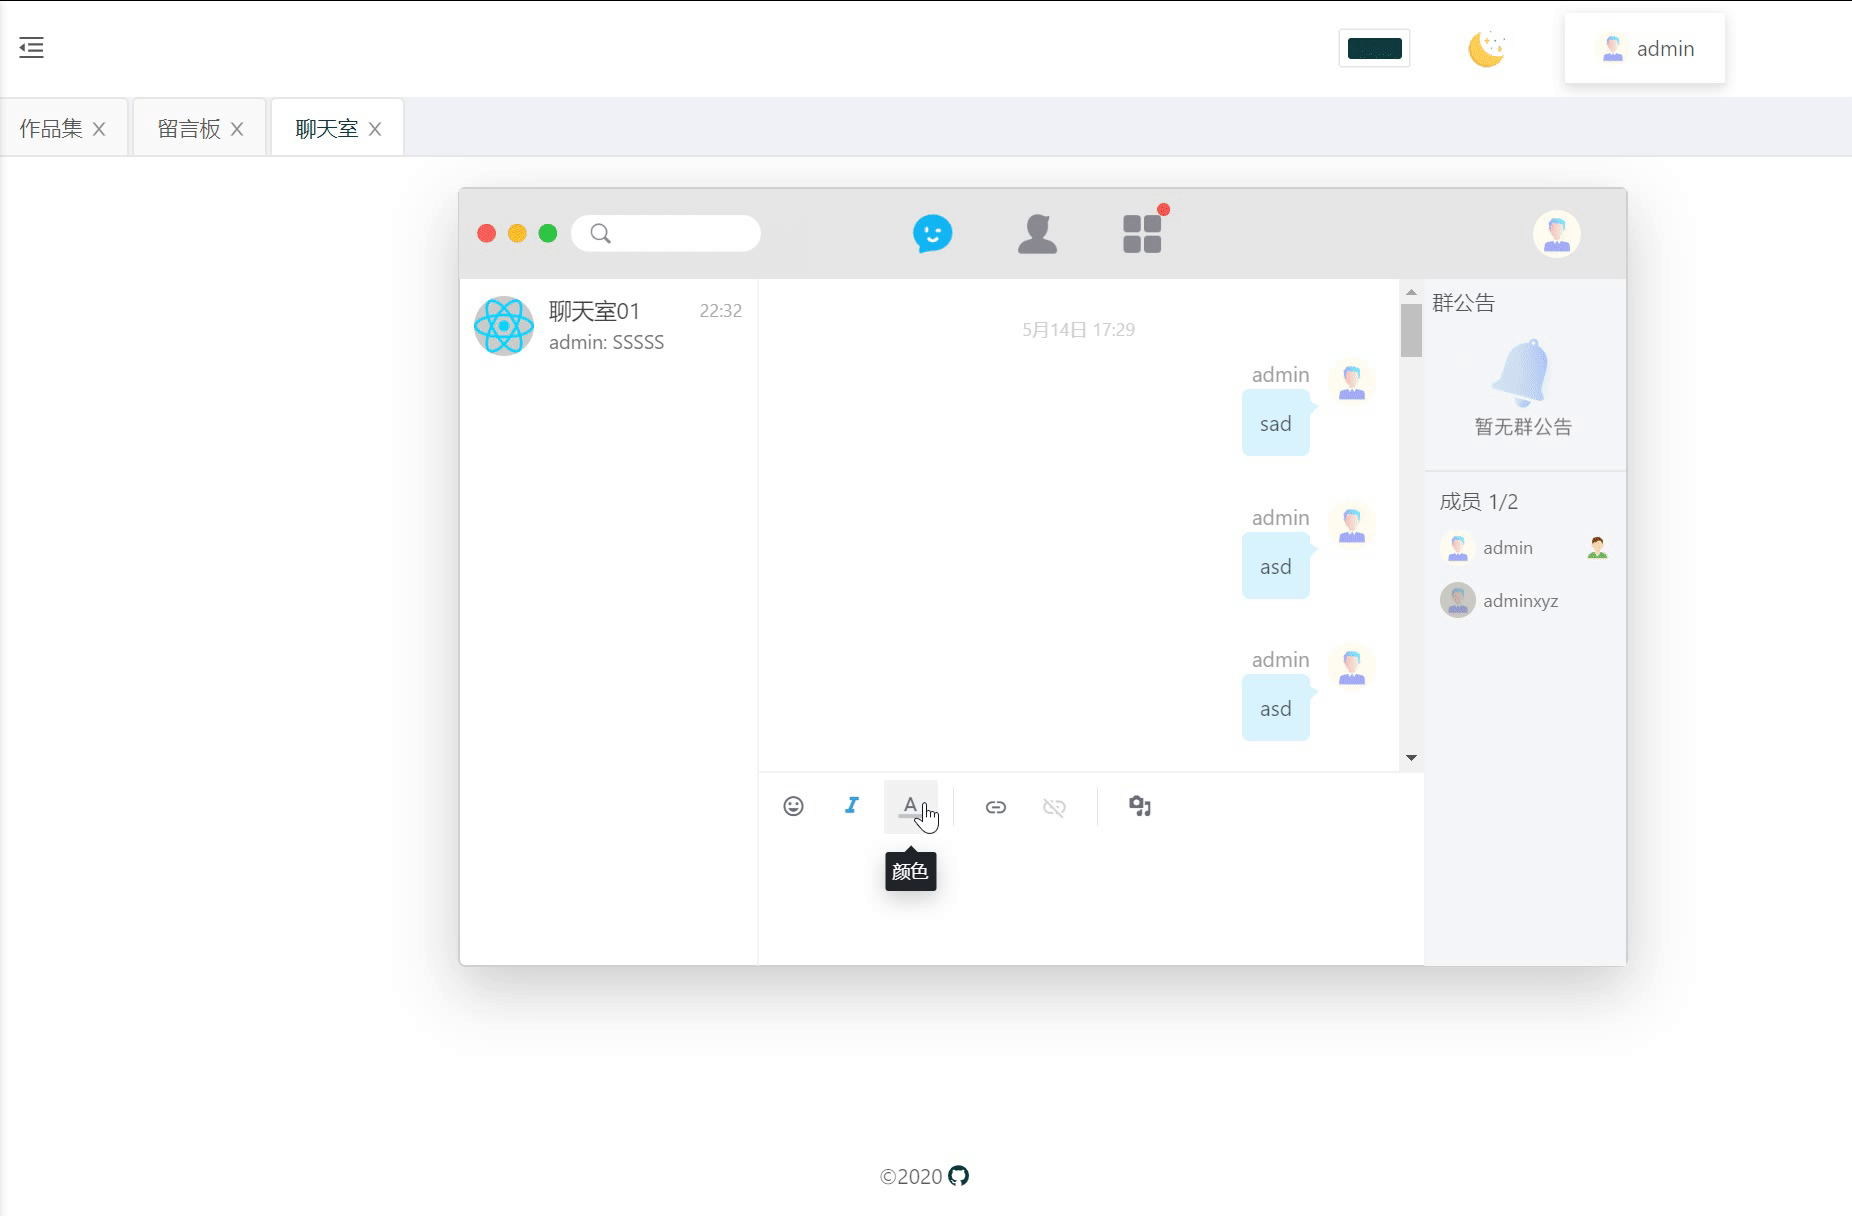 admin
作品集 X
留言板 X
聊天室 X
聊天室01 22:32
admin: SSSSS
5月14日 17:29
admin
sad
admin
asd
admin
asd
颜色
群公告
暂无群公告
成员 1/2
admin
adminxyz
©2020